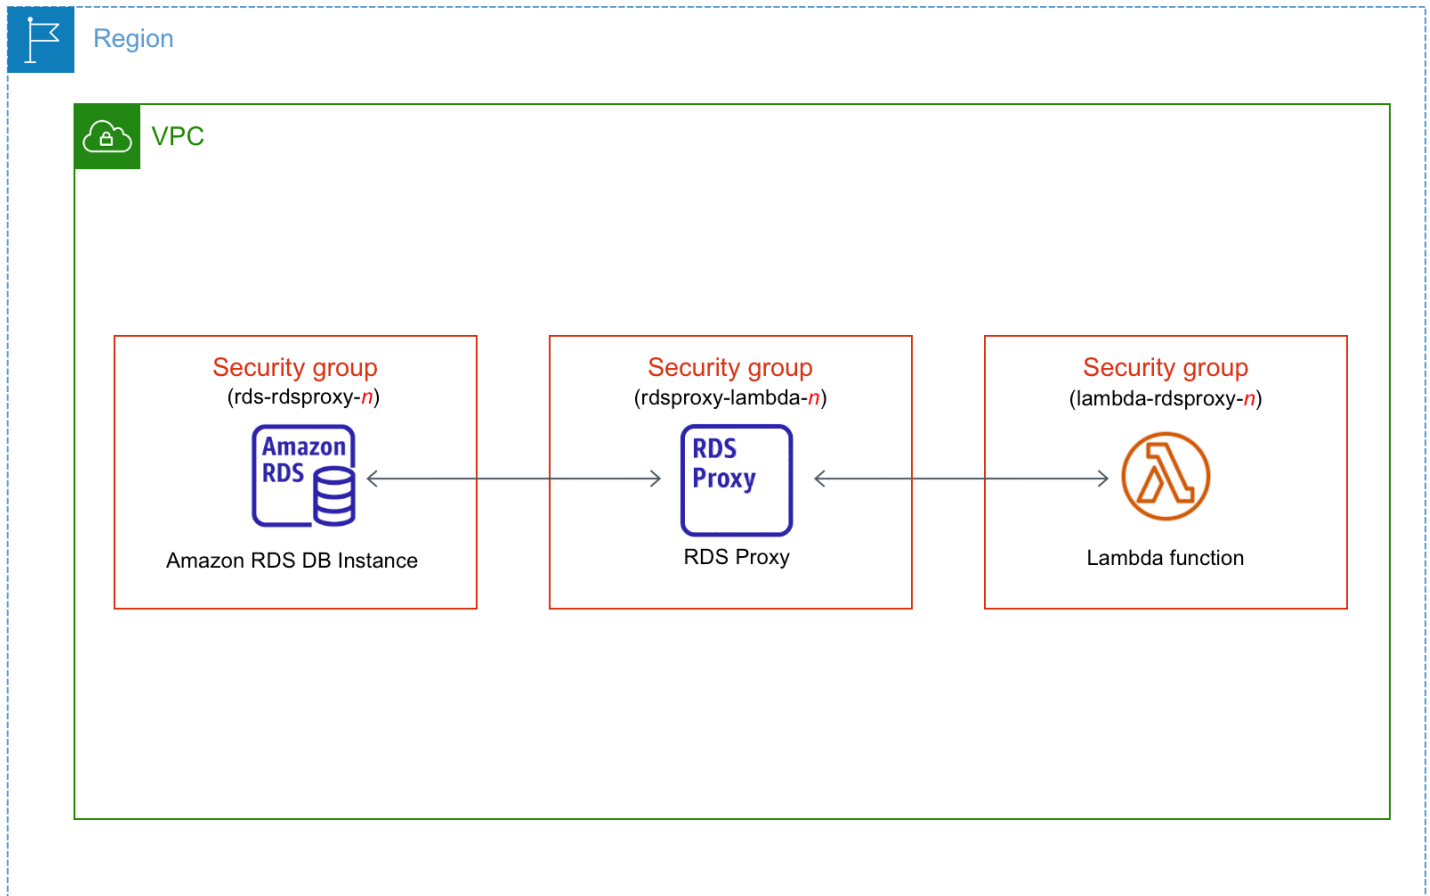 Region
VPC
Security group
(rds-rdsproxy-n)
Amazon
RDS
Amazon RDS DB Instance
Security group
(rdsproxy-lambda-n)
RDS
Proxy
RDS Proxy
Security group
(lambda-rdsproxy-n)
Lambda function